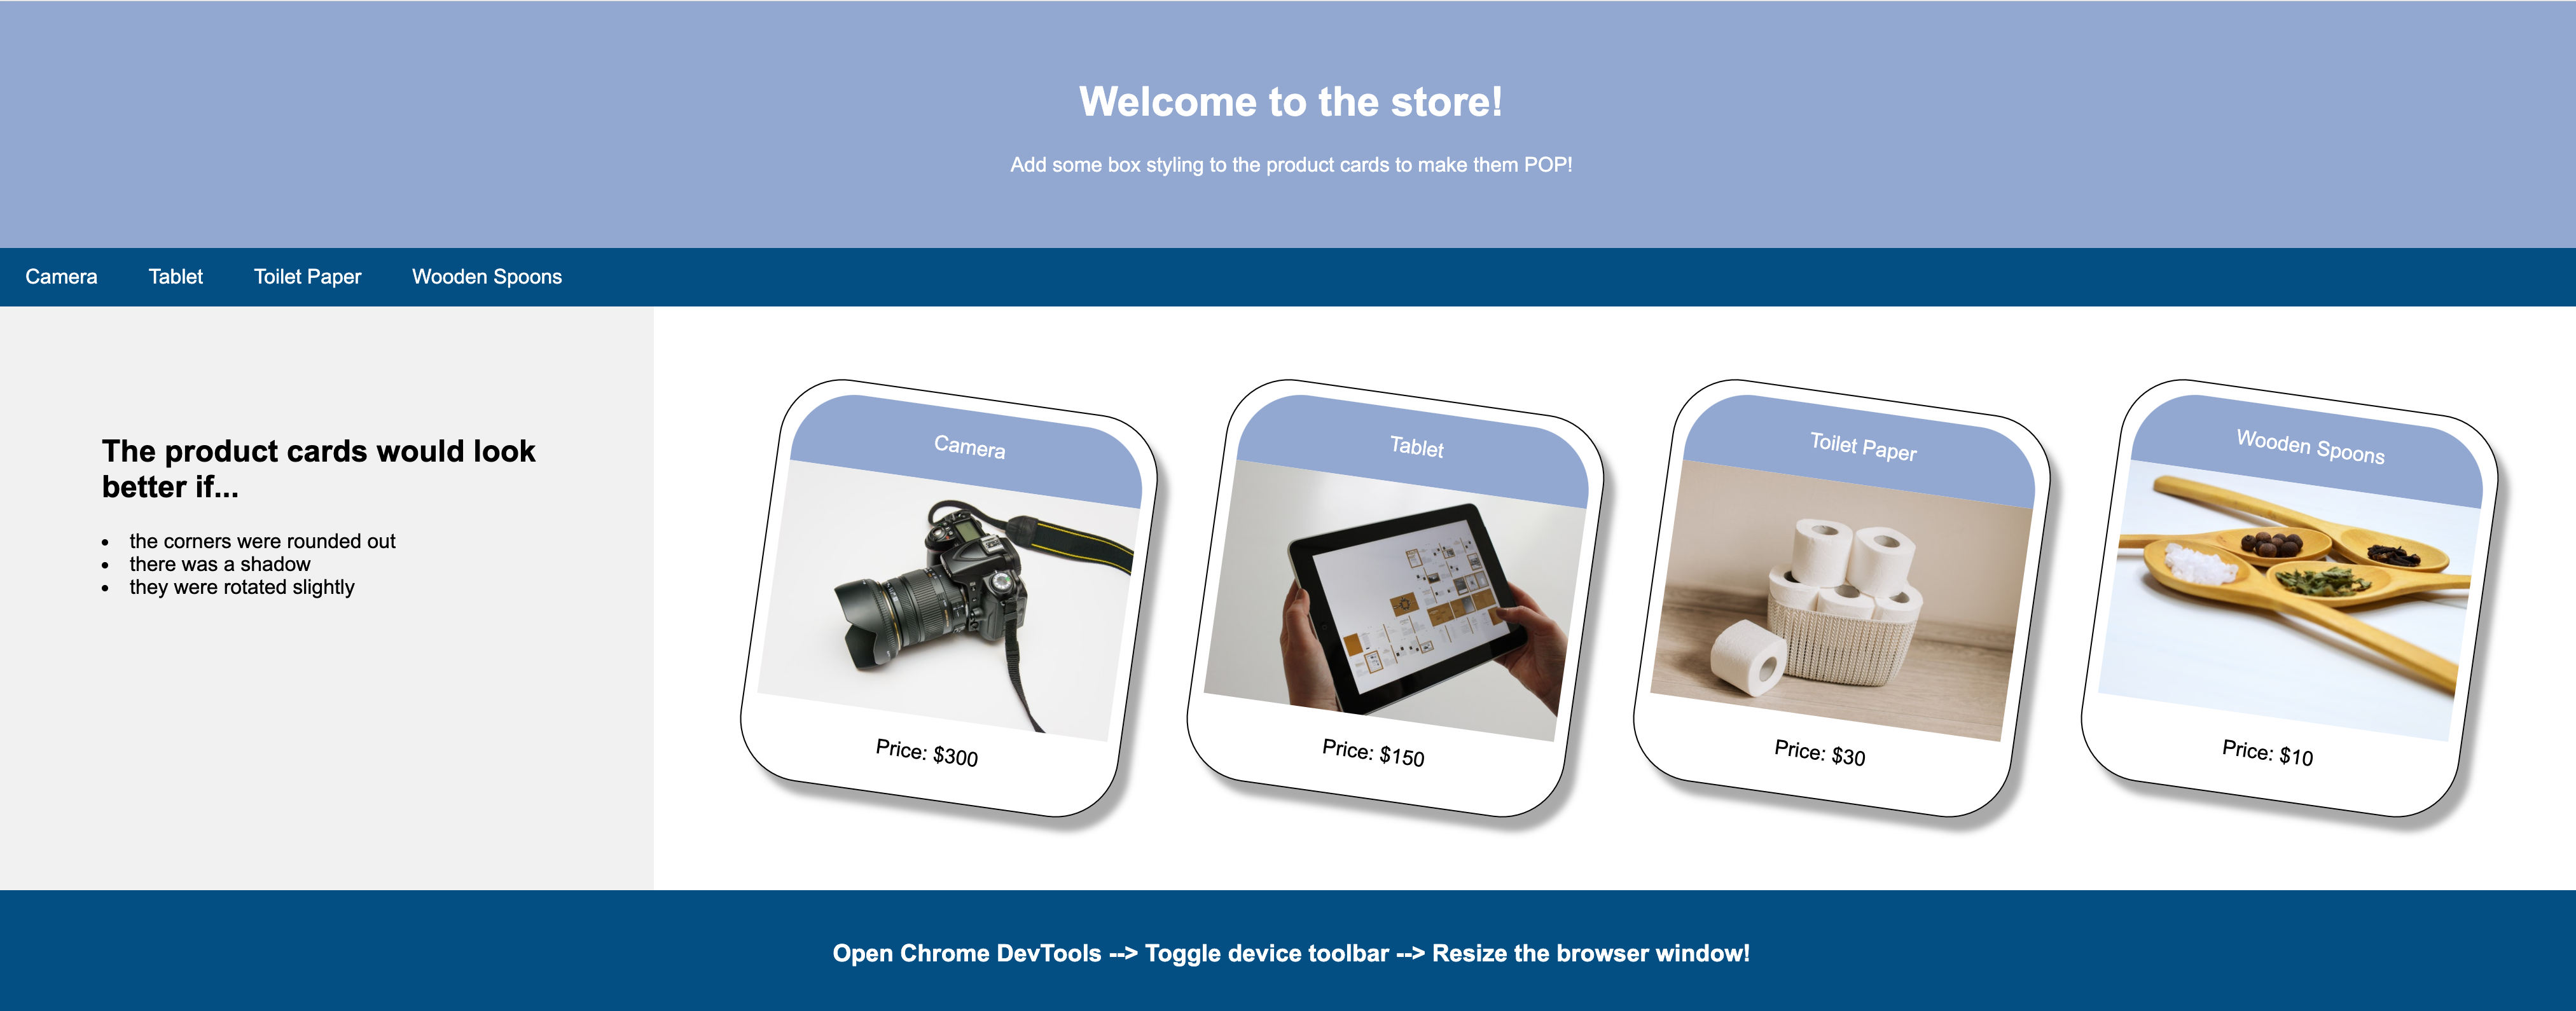 Welcome to the store!
Add some box styling to the product cards to make them POP!
Camera Tablet Toilet Paper Wooden Spoons
The product cards would look
better if...
• the corners were rounded out
• there was a shadow
• they were rotated slightly
Camera
Price: $300
Tablet
Price: $150
Toilet Paper
Price: $30
Wooden Spoons
Price: $10
Open Chrome DevTools --> Toggle device toolbar --> Resize the browser window!